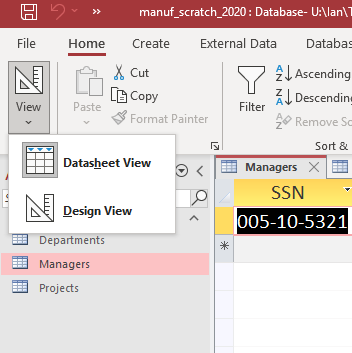 manuf_scratch_2020 : Database- U:\Ian\T
File
Home
Create
External Data
Databas
View
Paste
Cut
Copy
Format Painter
Filter
Ascending
Descending
Remove So
Sort &
Datasheet View
Design View
Managers
SSN
005-10-5321
Departments
Managers
Projects